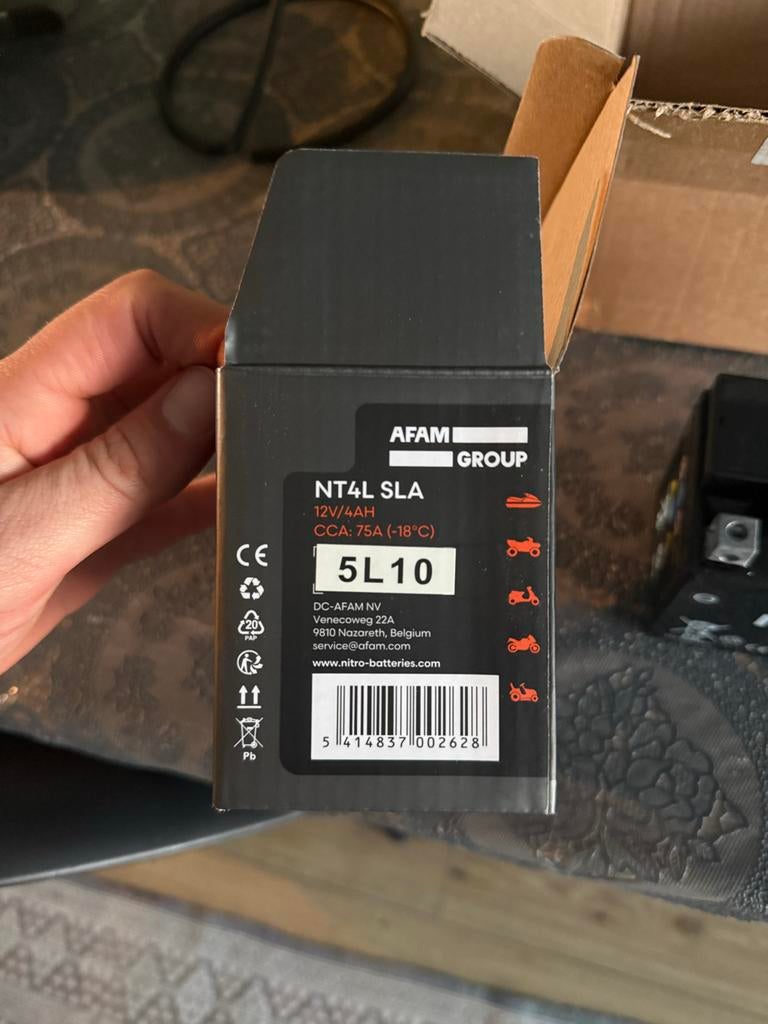 AFAM
GROUP
NT4L SLA
12V/4AH
CCA: 75A (-18°C)
5L10
CE
20
PAP
DC-AFAM NV
Venecoweg 22A
9810 Nazareth, Belgium
service@afam.com
www.nitro-batteries.com
5 414837 002628
Pb